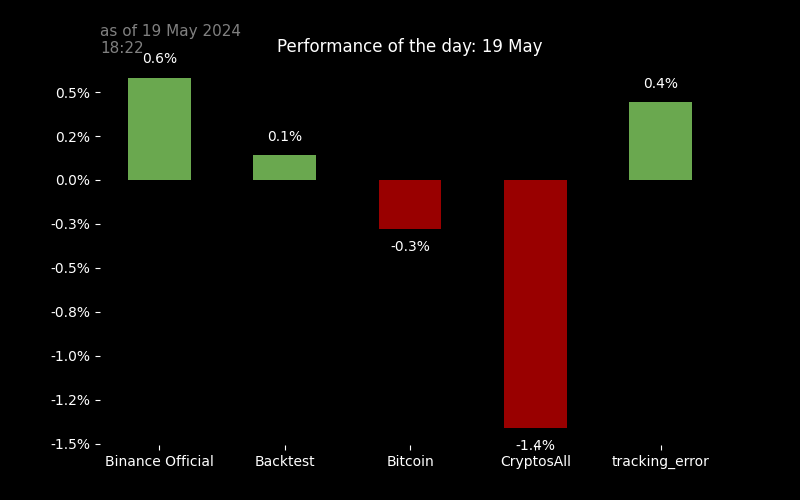 as of 19 May 2024
18:22
Performance of the day: 19 May
0.6%
0.1%
-0.3%
-1.4%
0.4%
0.5%
0.2%
0.0%
-0.3%
-0.5%
-0.8%
-1.0%
-1.2%
-1.5%
Binance Official
Backtest
Bitcoin
CryptosAll
tracking_error